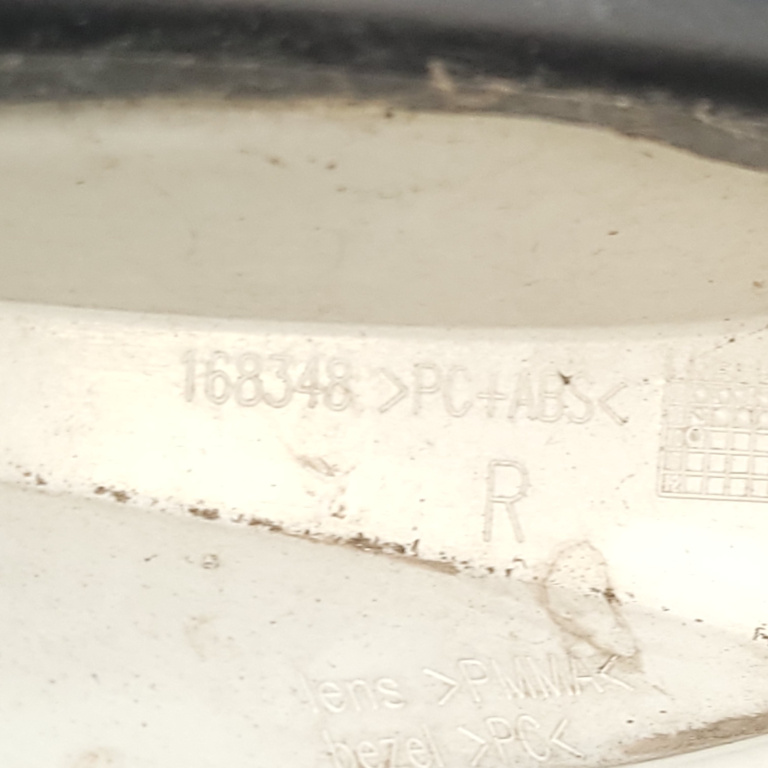 168348 >PC+ABS<
R
lens >PMMA<
bezel >PC<